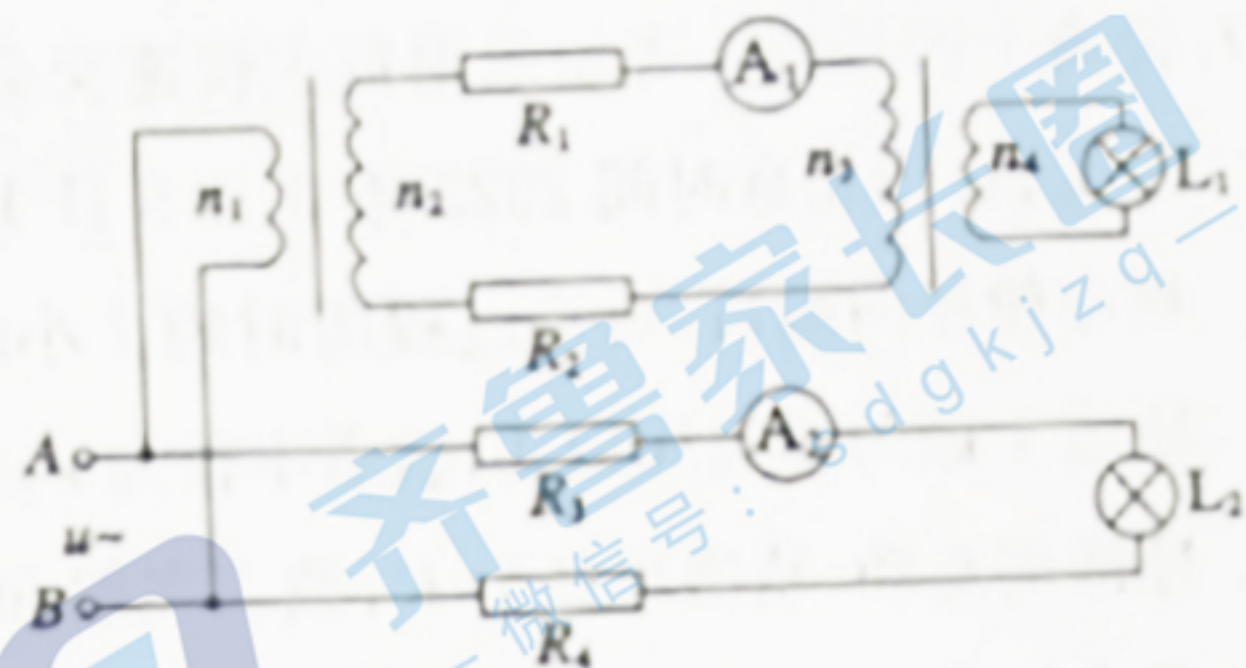 R₁
A₁
n₁
n₂
n₃
n₄
L₁
R₂
A
R₃
A₂
L₂
u~
B
R₄
齐鲁家长圈
微信号：sdgkjzq_